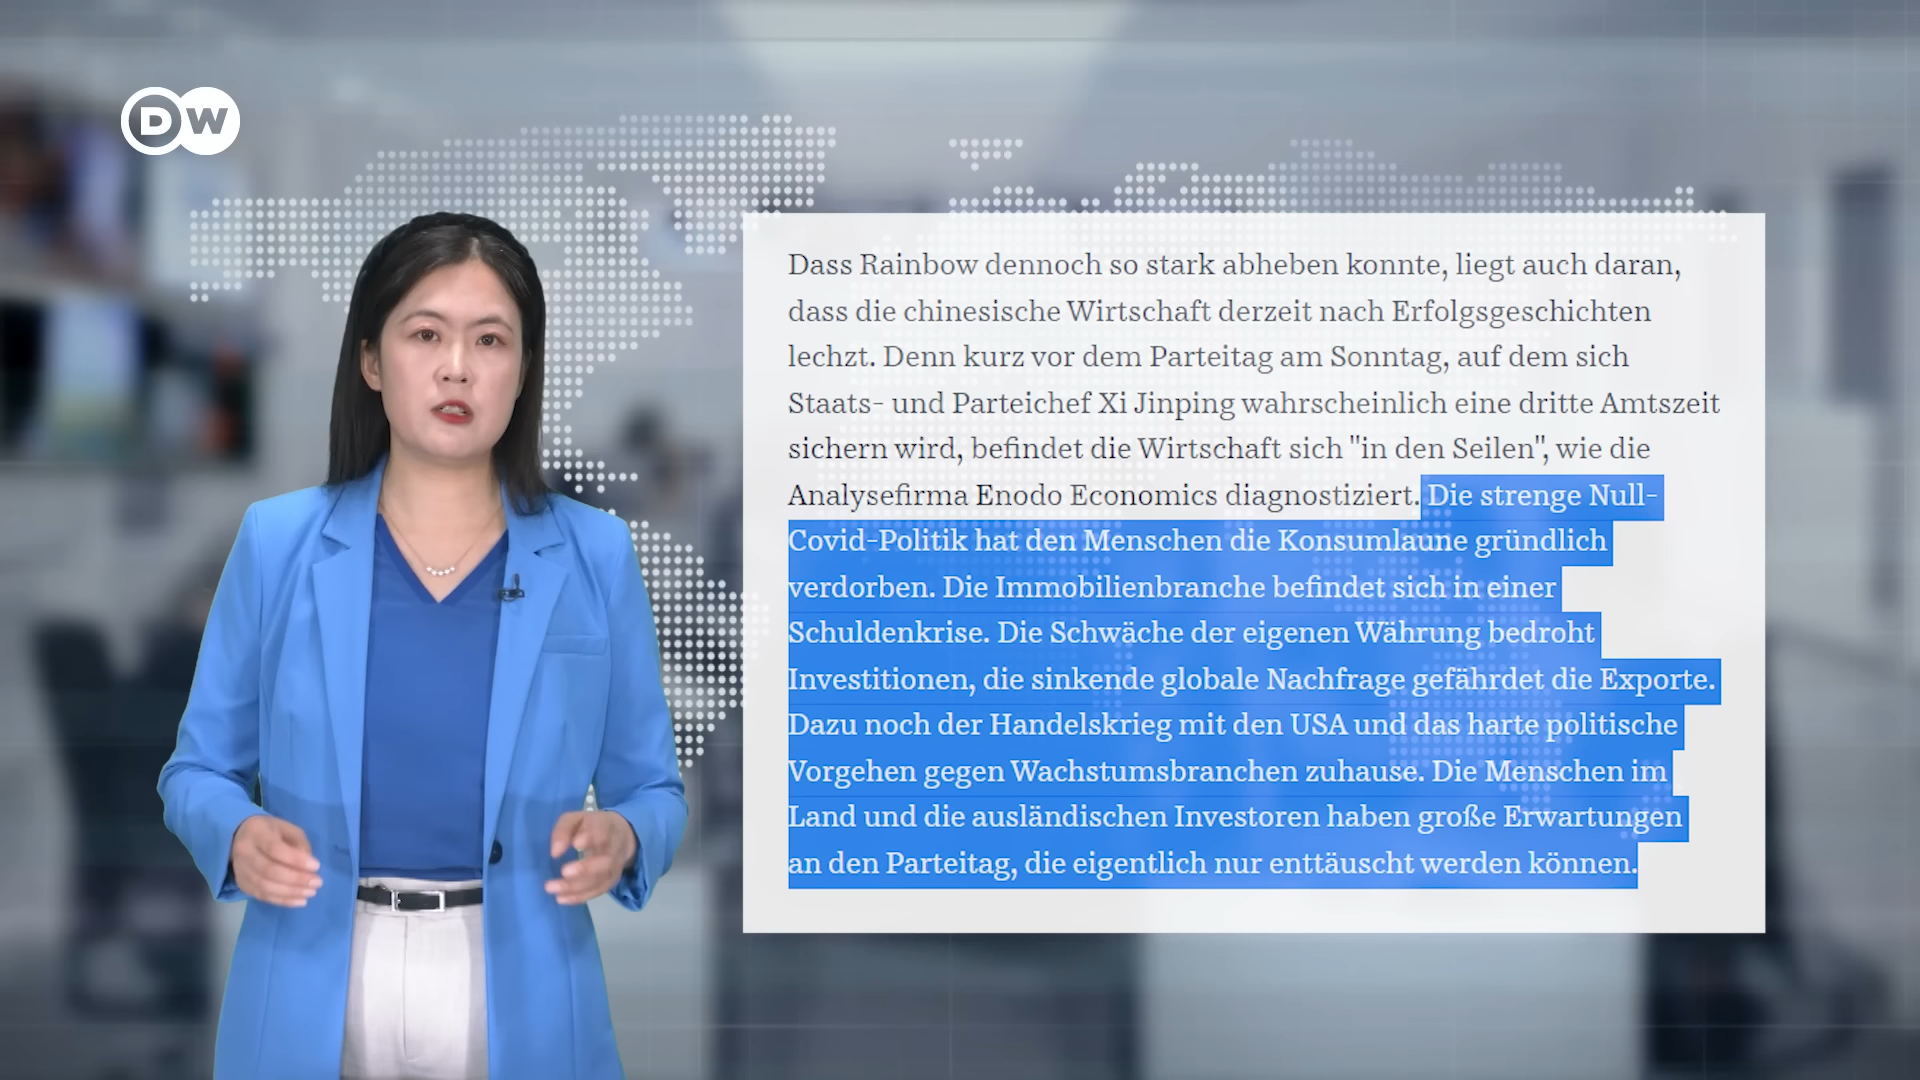 DW
Dass Rainbow dennoch so stark abheben konnte, liegt auch daran,
dass die chinesische Wirtschaft derzeit nach Erfolgsgeschichten
lechzt. Denn kurz vor dem Parteitag am Sonntag, auf dem sich
Staats- und Parteichef Xi Jinping wahrscheinlich eine dritte Amtszeit
sichern wird, befindet die Wirtschaft sich "in den Seilen", wie die
Analysefirma Enodo Economics diagnostiziert. Die strenge Null-
Covid-Politik hat den Menschen die Konsumlaune gründlich
verdorben. Die Immobilienbranche befindet sich in einer
Schuldenkrise. Die Schwäche der eigenen Währung bedroht
Investitionen, die sinkende globale Nachfrage gefährdet die Exporte.
Dazu noch der Handelskrieg mit den USA und das harte politische
Vorgehen gegen Wachstumsbranchen zuhause. Die Menschen im
Land und die ausländischen Investoren haben große Erwartungen
an den Parteitag, die eigentlich nur enttäuscht werden können.